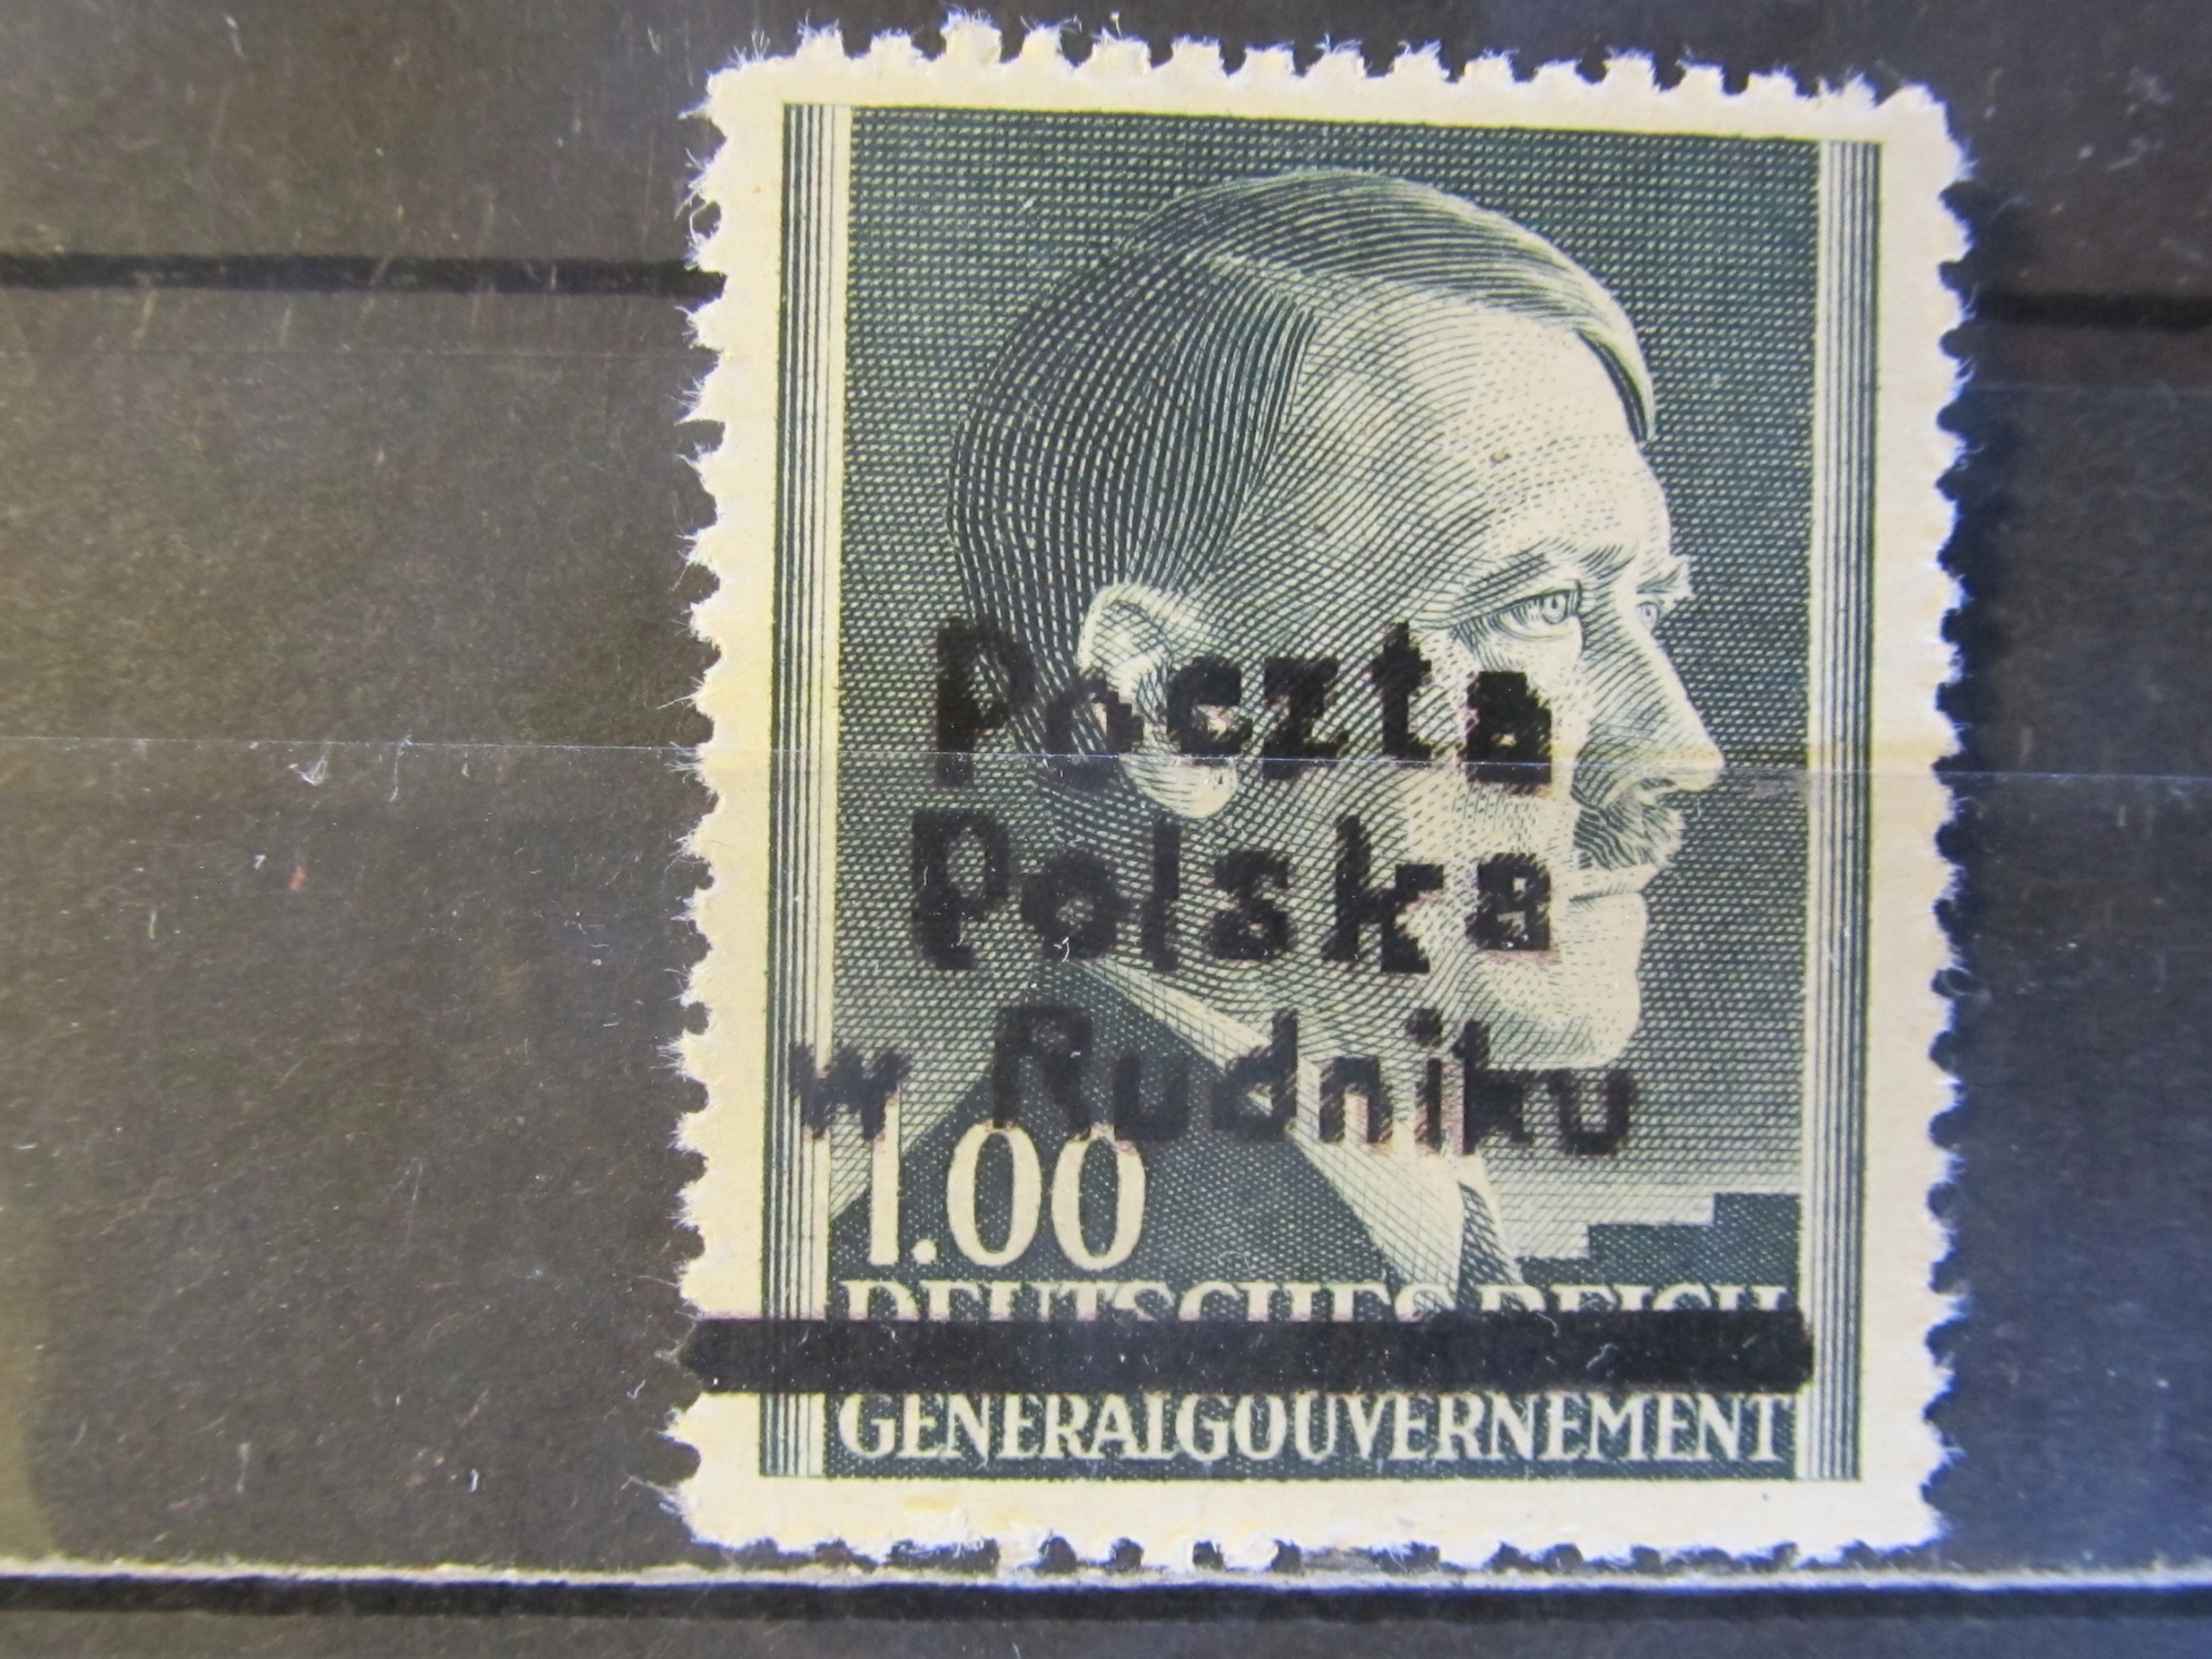 Poczta
Polska
w Rudniku
1.00
DEUTSCHES REICH
GENERALGOUVERNEMENT